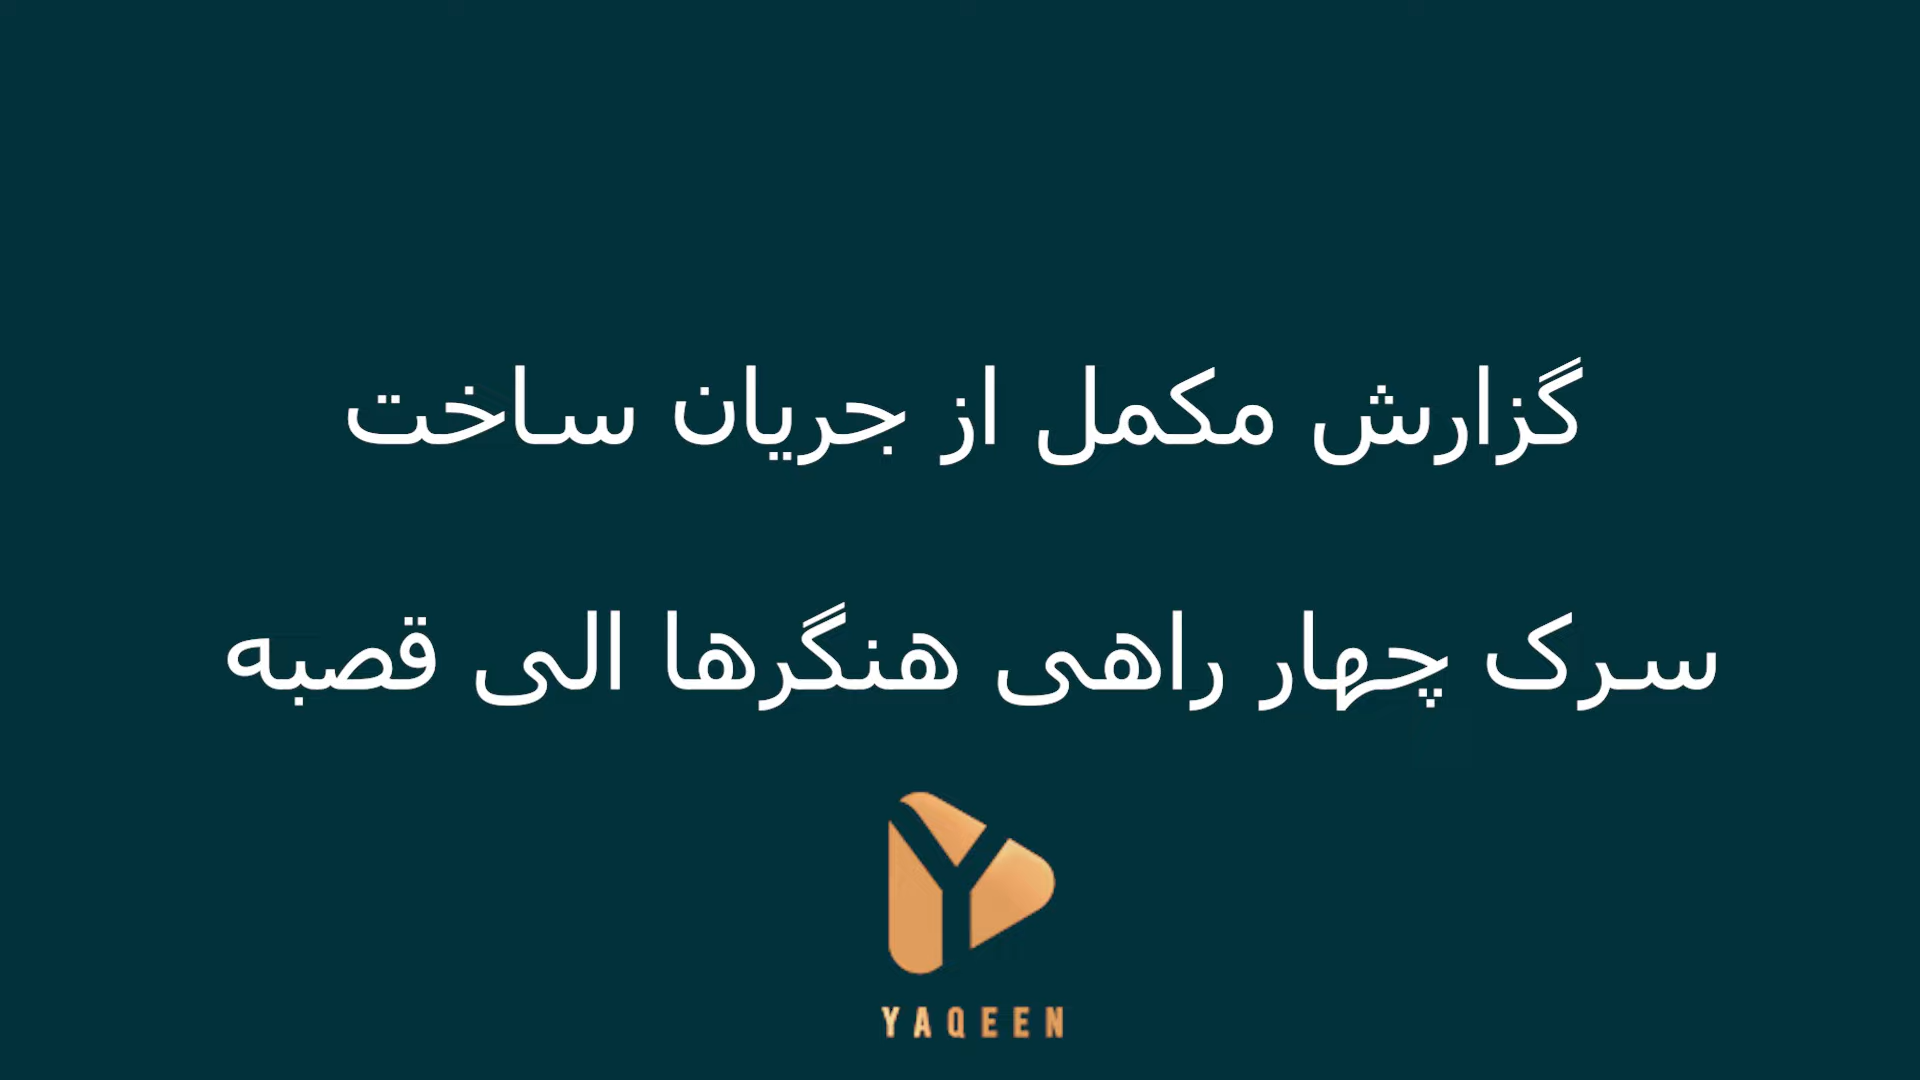 گزارش مکمل از جریان ساخت
سرک چهار راهی هنگرها الی قصبه
YAQEEN